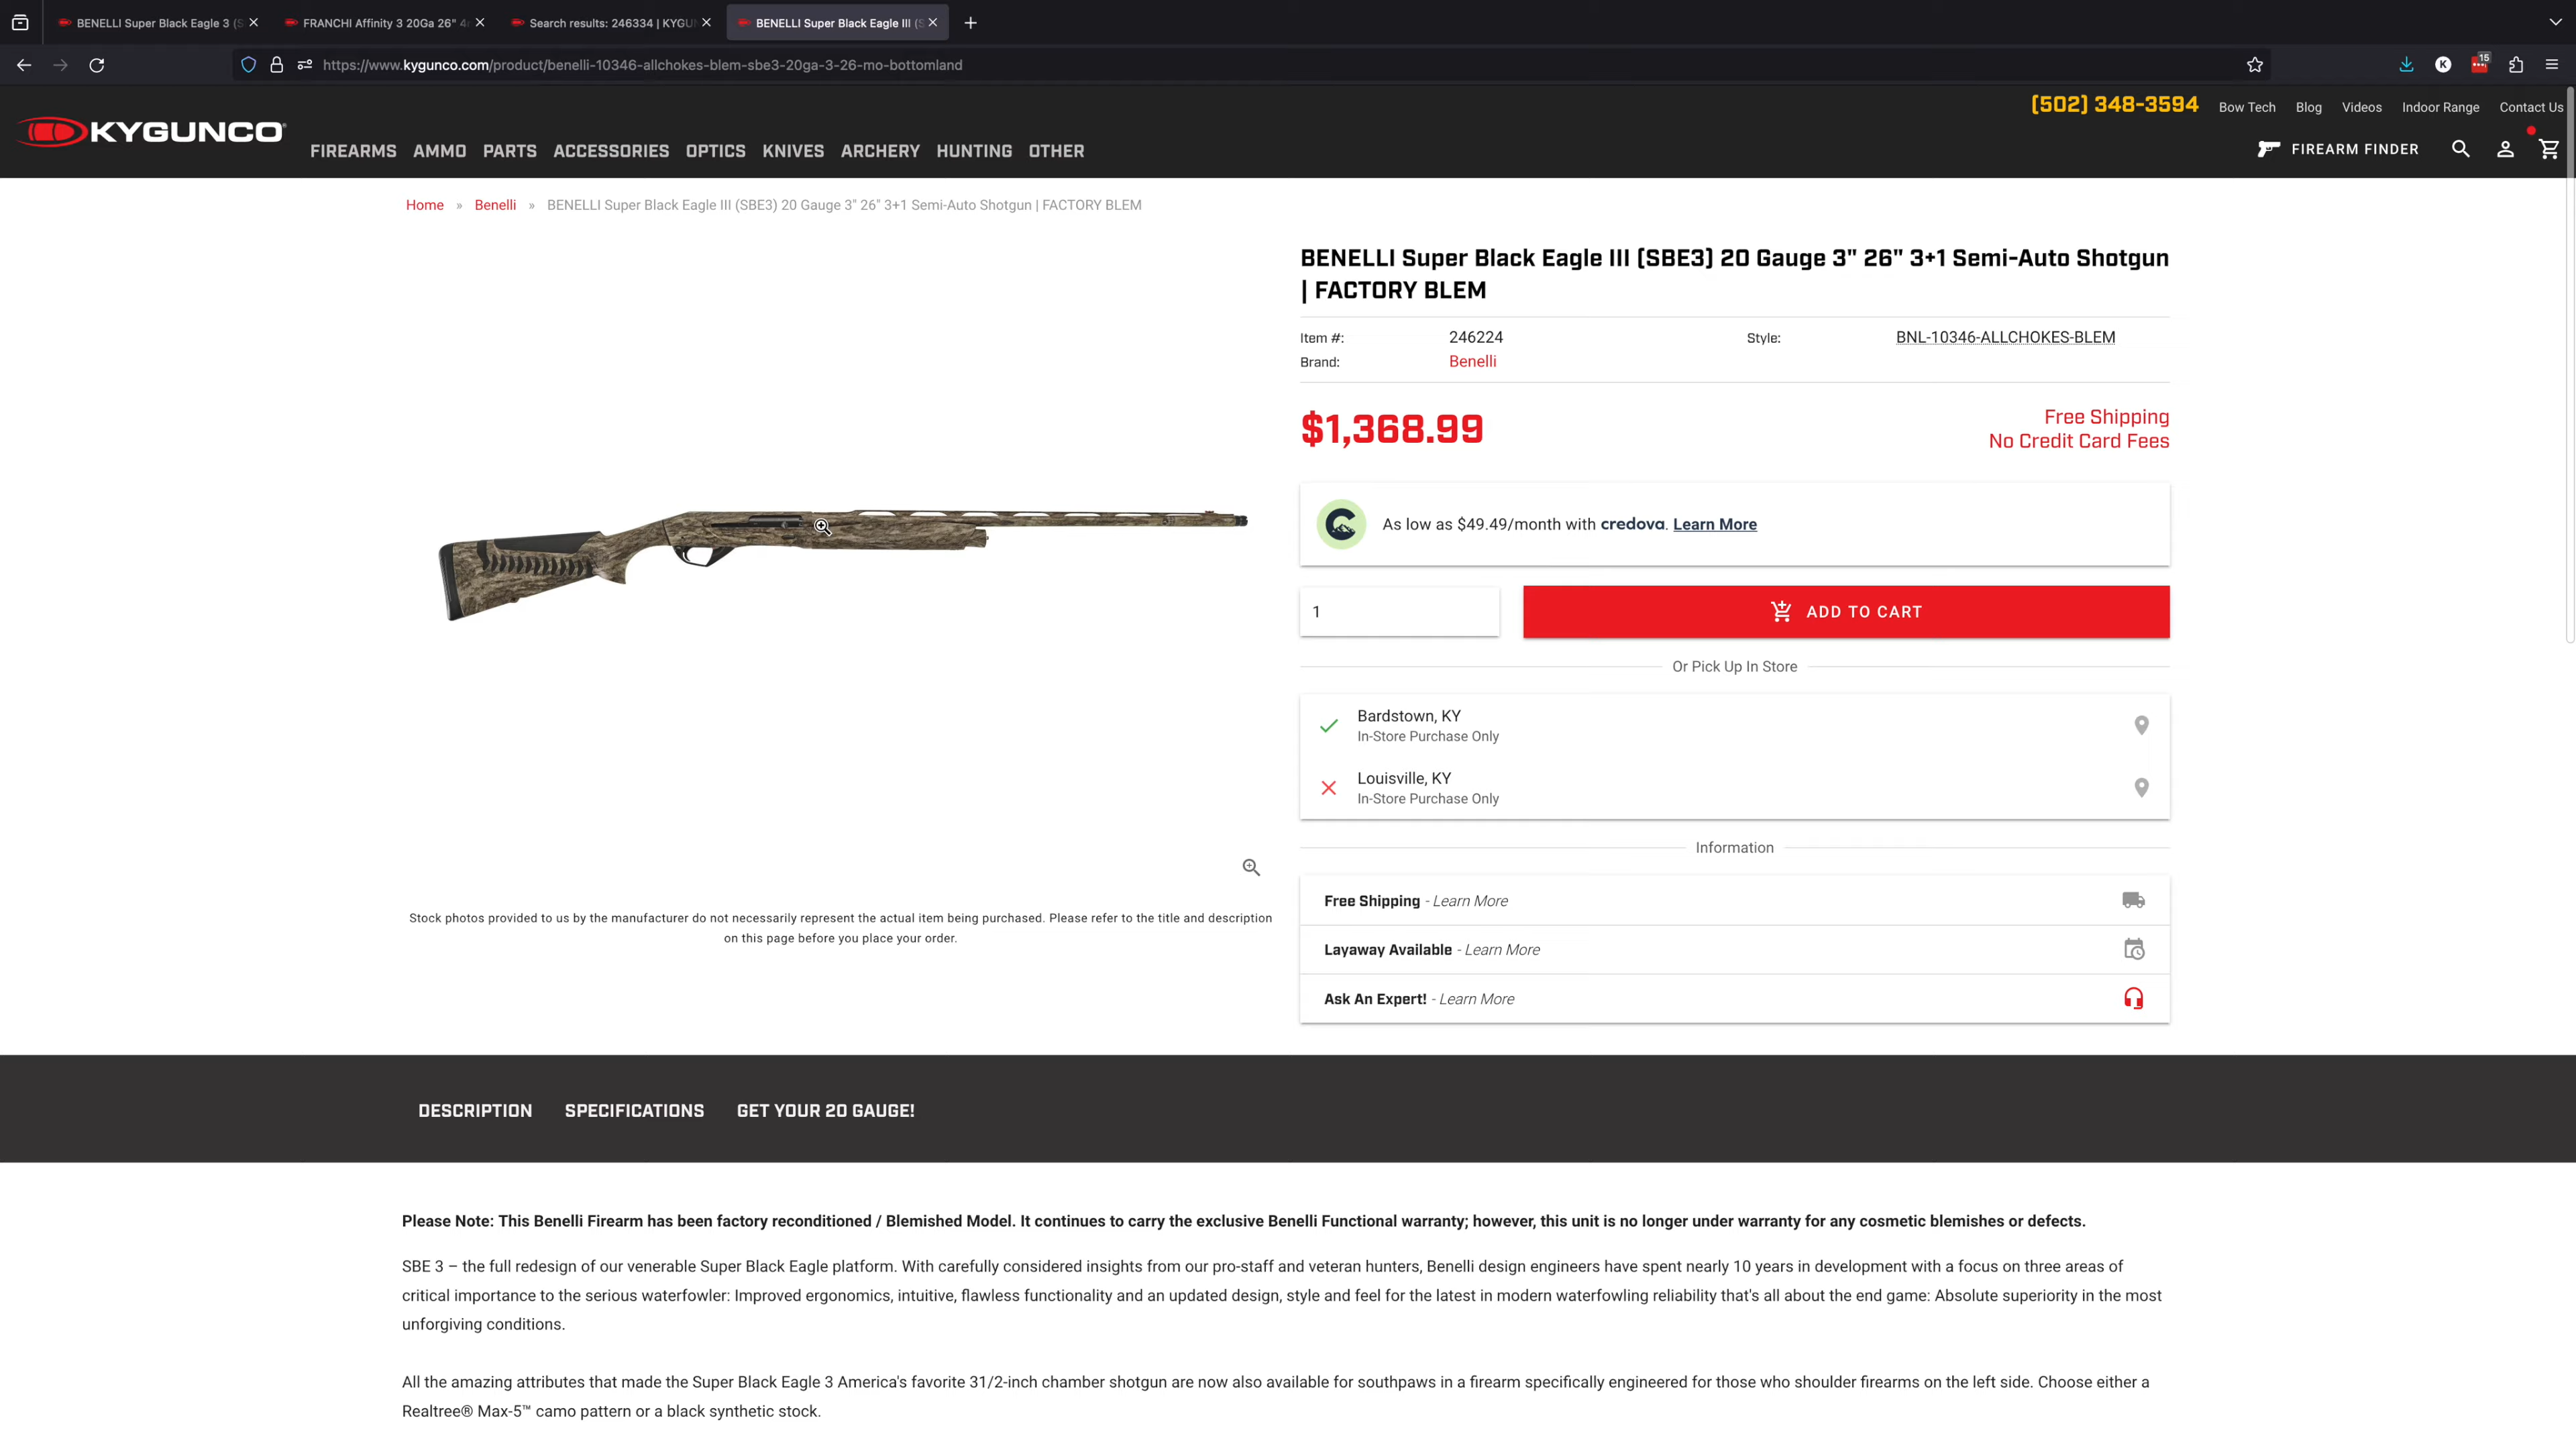 BENELLI Super Black Eagle 3 (S
FRANCHI Affinity 3 20Ga 26" 4
Search results: 246334 | KYGU
BENELLI Super Black Eagle III (S
https://www.kygunco.com/product/benelli-10346-allchokes-blem-sbe3-20ga-3-26-mo-bottomland
K
15
(502) 348-3594
Bow Tech
Blog
Videos
Indoor Range
Contact Us
KYGUNCO
FIREARMS
AMMO
PARTS
ACCESSORIES
OPTICS
KNIVES
ARCHERY
HUNTING
OTHER
FIREARM FINDER
Home » Benelli » BENELLI Super Black Eagle III (SBE3) 20 Gauge 3" 26" 3+1 Semi-Auto Shotgun | FACTORY BLEM
BENELLI Super Black Eagle III (SBE3) 20 Gauge 3" 26" 3+1 Semi-Auto Shotgun
| FACTORY BLEM
Item #: 246224 Style: BNL-10346-ALLCHOKES-BLEM
Brand: Benelli
$1,368.99
Free Shipping
No Credit Card Fees
As low as $49.49/month with credova. Learn More
1
ADD TO CART
Or Pick Up In Store
Bardstown, KY
In-Store Purchase Only
Louisville, KY
In-Store Purchase Only
Information
Free Shipping - Learn More
Layaway Available - Learn More
Ask An Expert! - Learn More
Stock photos provided to us by the manufacturer do not necessarily represent the actual item being purchased. Please refer to the title and description
on this page before you place your order.
DESCRIPTION
SPECIFICATIONS
GET YOUR 20 GAUGE!
Please Note: This Benelli Firearm has been factory reconditioned / Blemished Model. It continues to carry the exclusive Benelli Functional warranty; however, this unit is no longer under warranty for any cosmetic blemishes or defects.
SBE 3 – the full redesign of our venerable Super Black Eagle platform. With carefully considered insights from our pro-staff and veteran hunters, Benelli design engineers have spent nearly 10 years in development with a focus on three areas of
critical importance to the serious waterfowler: Improved ergonomics, intuitive, flawless functionality and an updated design, style and feel for the latest in modern waterfowling reliability that's all about the end game: Absolute superiority in the most
unforgiving conditions.
All the amazing attributes that made the Super Black Eagle 3 America's favorite 31/2-inch chamber shotgun are now also available for southpaws in a firearm specifically engineered for those who shoulder firearms on the left side. Choose either a
Realtree® Max-5™ camo pattern or a black synthetic stock.